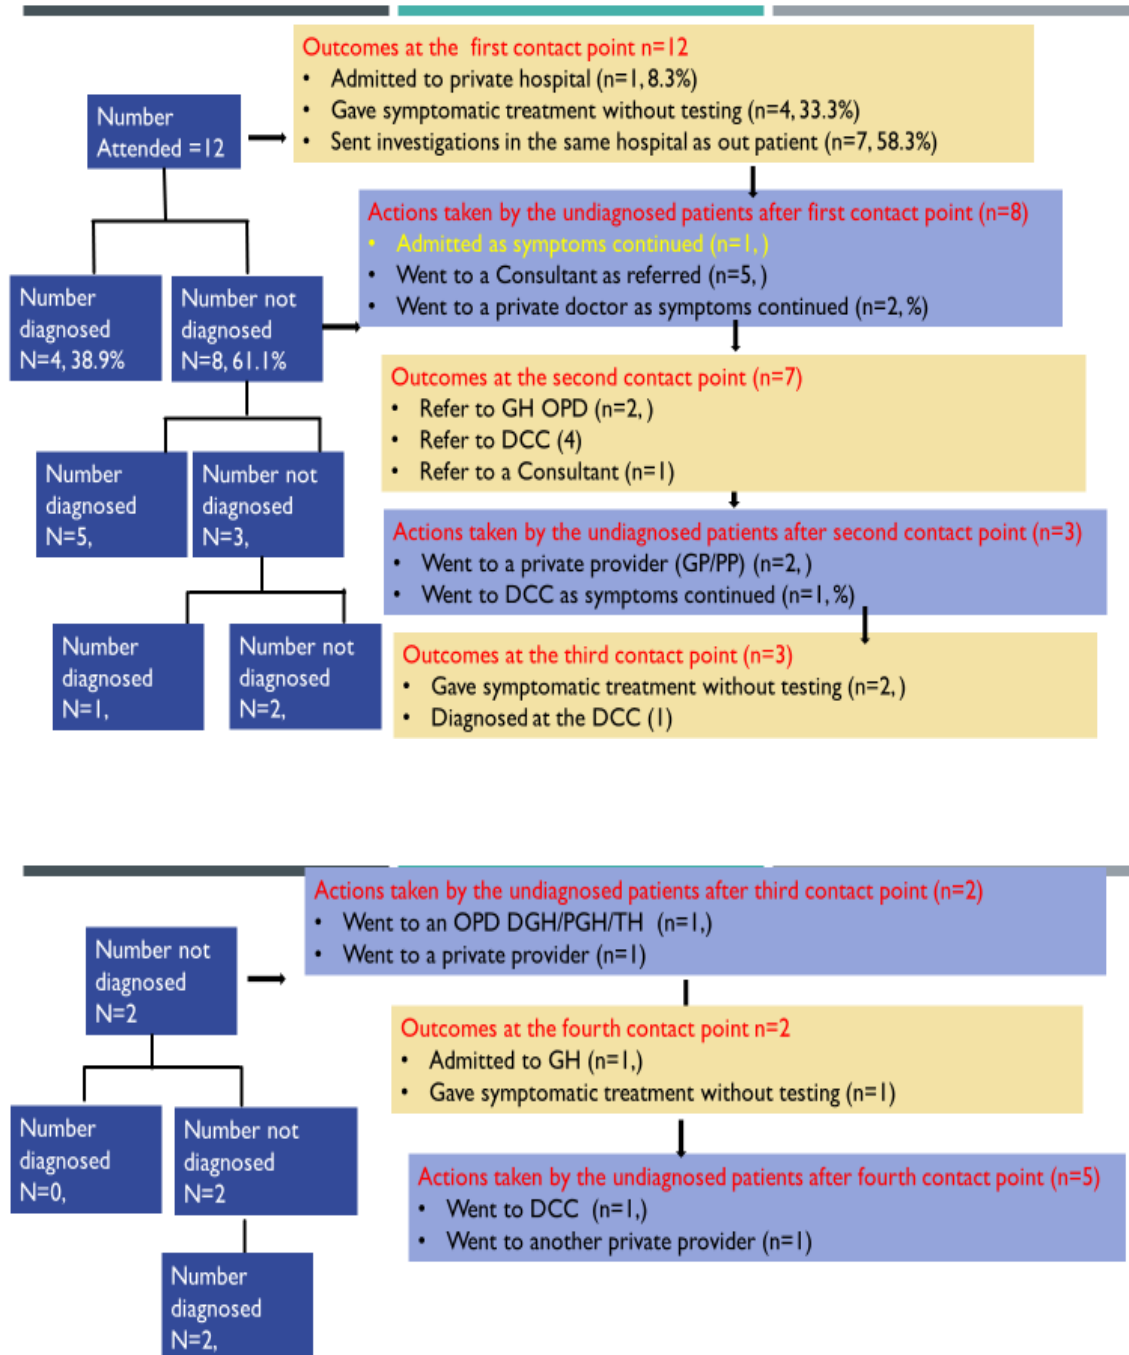 Outcomes at the first contact point n=12
• Admitted to private hospital (n=1, 8.3%)
• Gave symptomatic treatment without testing (n=4, 33.3%)
• Sent investigations in the same hospital as out patient (n=7, 58.3%)
Number
Attended =12
Actions taken by the undiagnosed patients after first contact point (n=8)
• Admitted as symptoms continued (n=1, )
• Went to a Consultant as referred (n=5, )
• Went to a private doctor as symptoms continued (n=2, %)
Number
diagnosed
N=4, 38.9%
Number not
diagnosed
N=8, 61.1%
Outcomes at the second contact point (n=7)
• Refer to GH OPD (n=2, )
• Refer to DCC (4)
• Refer to a Consultant (n=1)
Number
diagnosed
N=5,
Number not
diagnosed
N=3,
Actions taken by the undiagnosed patients after second contact point (n=3)
• Went to a private provider (GP/PP) (n=2, )
• Went to DCC as symptoms continued (n=1, %)
Number
diagnosed
N=1,
Number not
diagnosed
N=2,
Outcomes at the third contact point (n=3)
• Gave symptomatic treatment without testing (n=2, )
• Diagnosed at the DCC (1)
Actions taken by the undiagnosed patients after third contact point (n=2)
• Went to an OPD DGH/PGH/TH (n=1,)
• Went to a private provider (n=1)
Number not
diagnosed
N=2
Outcomes at the fourth contact point n=2
• Admitted to GH (n=1,)
• Gave symptomatic treatment without testing (n=1)
Number
diagnosed
N=0,
Number not
diagnosed
N=2
Actions taken by the undiagnosed patients after fourth contact point (n=5)
• Went to DCC (n=1,)
• Went to another private provider (n=1)
Number
diagnosed
N=2,